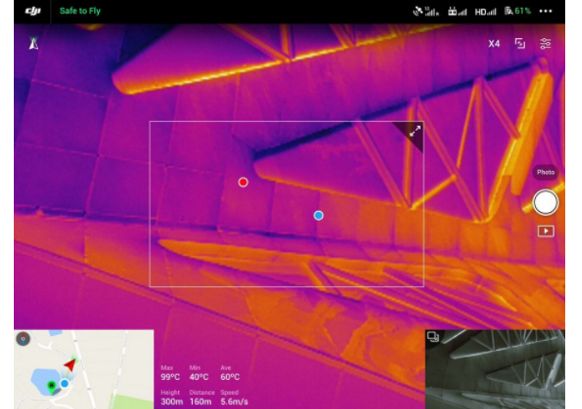 dji
Safe to Fly
HD
61%
X4
Photo
Max Min Ave
99°C 40°C 60°C
Height Distance Speed
300m 160m 5.6m/s